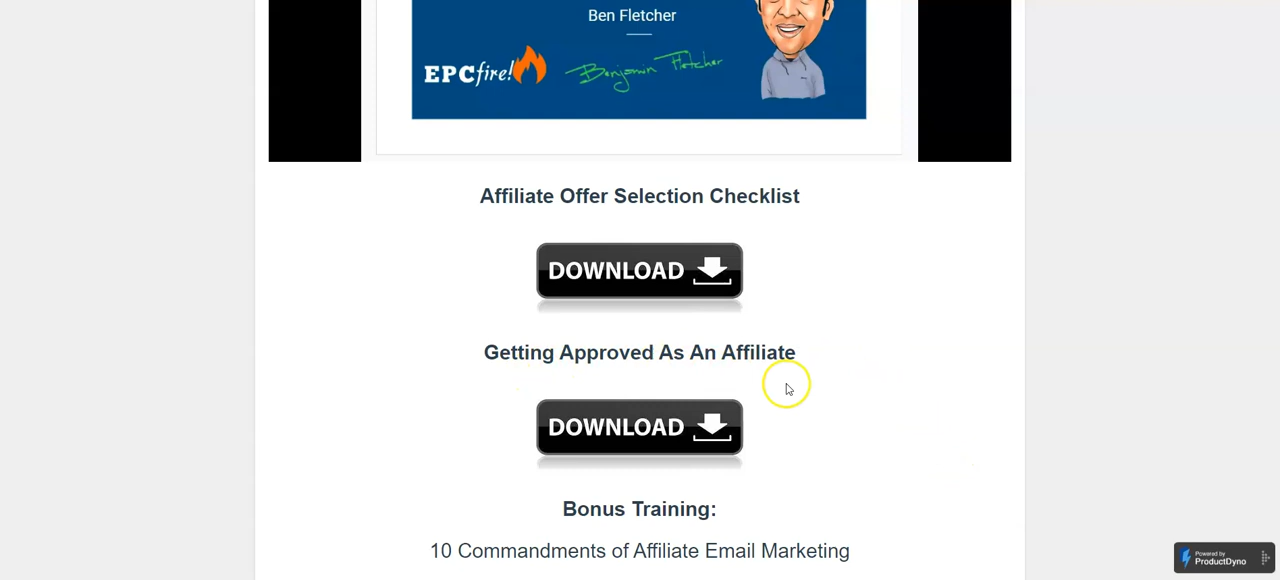 Ben Fletcher
EPCfire!
Benjamin Fletcher
Affiliate Offer Selection Checklist
DOWNLOAD
Getting Approved As An Affiliate
DOWNLOAD
Bonus Training:
10 Commandments of Affiliate Email Marketing
Powered by
ProductDyno